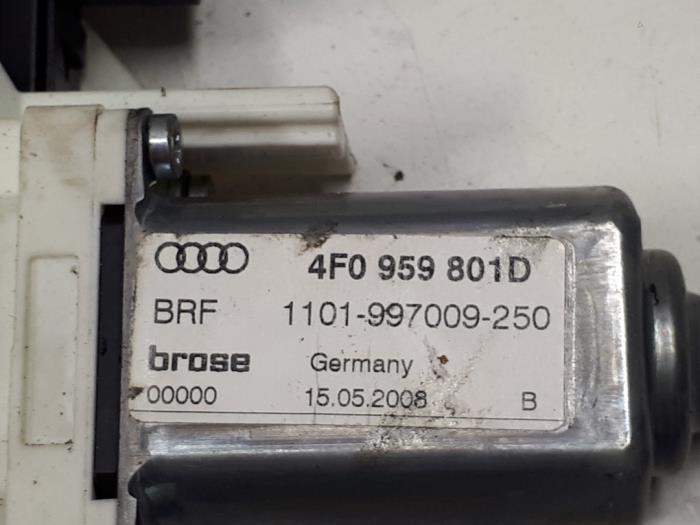 4F0 959 801D
BRF 1101-997009-250
brose Germany
00000 15.05.2008 B